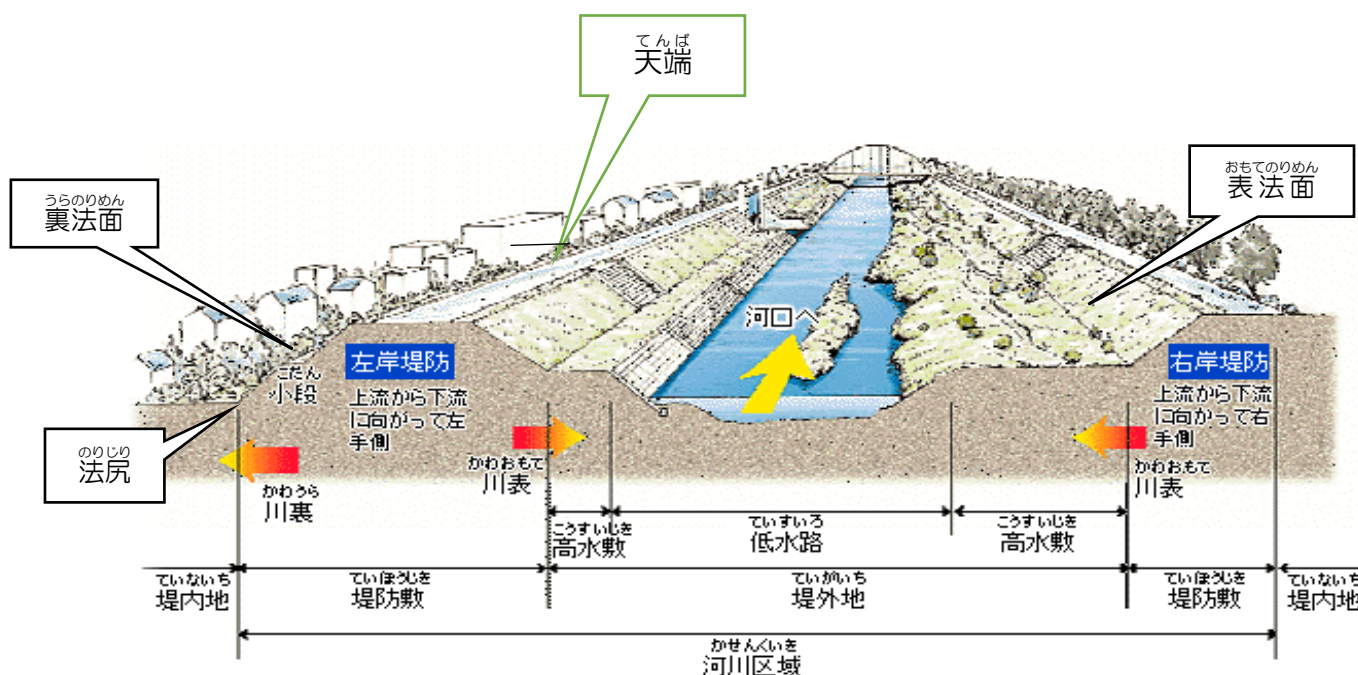 てんば
天端
おもてのりめん
表法面
うらのりめん
裏法面
河口へ
左岸堤防
上流から下流
に向かって左
手側
右岸堤防
上流から下流
に向かって右
手側
こだん
小段
のりじり
法尻
かわうら
川裏
かわおもて
川表
かわおもて
川表
こうすいじき
高水敷
ていすいろ
低水路
こうすいじき
高水敷
ていないち
堤内地
ていぼうじき
堤防敷
ていがいち
堤外地
ていぼうじき
堤防敷
ていないち
堤内地
かせんくいき
河川区域